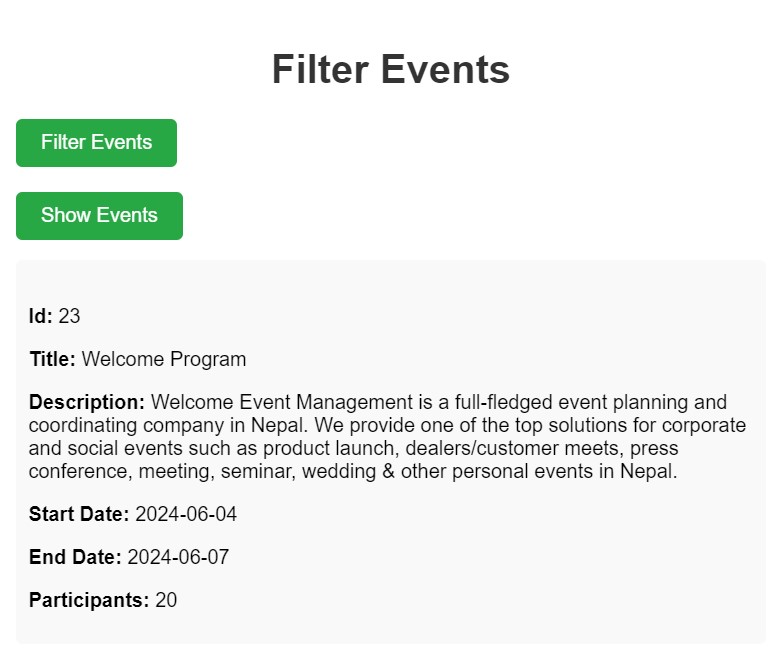 Filter Events
Filter Events
Show Events
Id: 23
Title: Welcome Program
Description: Welcome Event Management is a full-fledged event planning and
coordinating company in Nepal. We provide one of the top solutions for corporate
and social events such as product launch, dealers/customer meets, press
conference, meeting, seminar, wedding & other personal events in Nepal.
Start Date: 2024-06-04
End Date: 2024-06-07
Participants: 20